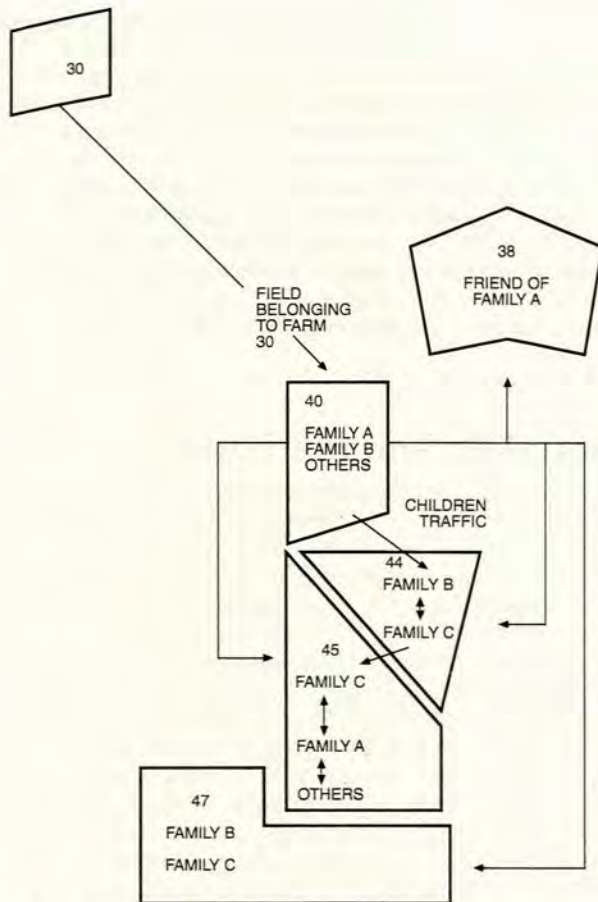 30
38
FRIEND OF
FAMILY A
FIELD
BELONGING
TO FARM
30
40
FAMILY A
FAMILY B
OTHERS
CHILDREN
TRAFFIC
44
FAMILY B
FAMILY C
45
FAMILY C
FAMILY A
OTHERS
47
FAMILY B
FAMILY C